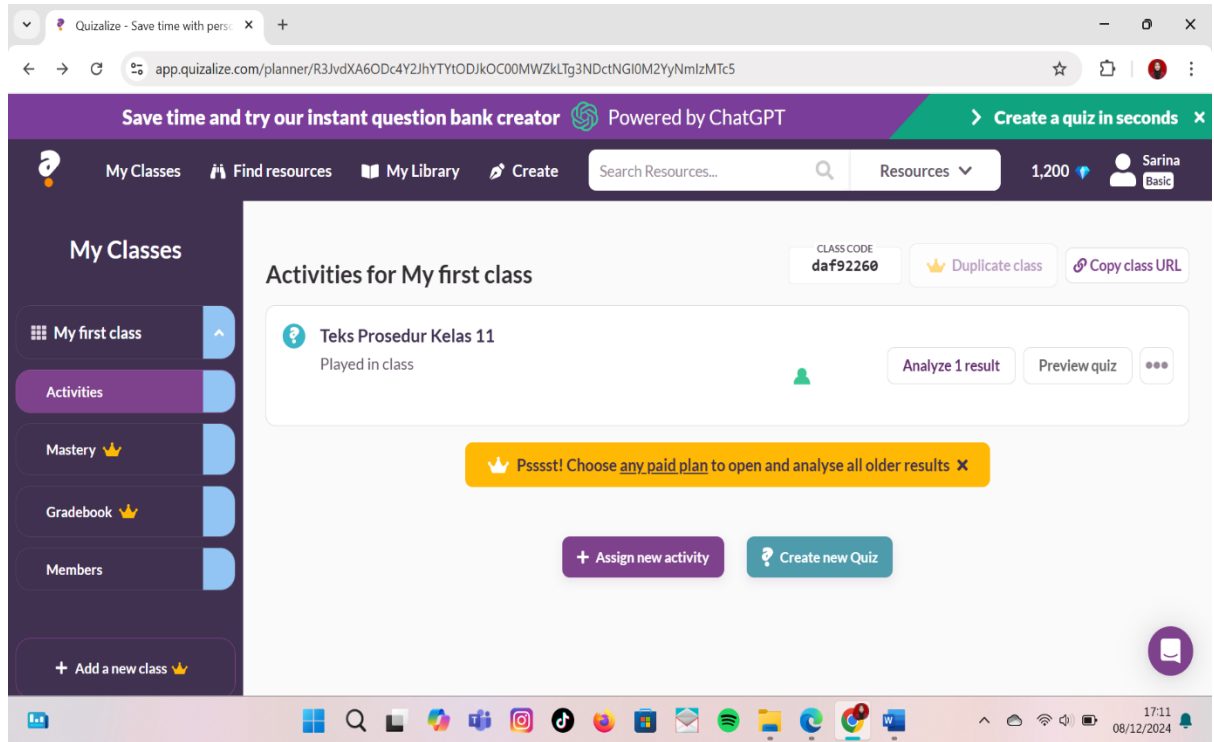 Quizalize - Save time with perso
app.quizalize.com/planner/R3JvdXA6ODc4Y2JhYTYtODJkOC00MWZkLTg3NDctNGI0M2YyNmIzMTc5
Save time and try our instant question bank creator Powered by ChatGPT
Create a quiz in seconds
My Classes Find resources My Library Create Search Resources... Resources 1,200 Sarina
Basic
My Classes
Activities for My first class
CLASS CODE
daf92260
Duplicate class
Copy class URL
My first class
Activities
Mastery
Gradebook
Members
+ Add a new class
Teks Prosedur Kelas 11
Played in class
Analyze 1 result Preview quiz
Psssst! Choose any paid plan to open and analyse all older results
+ Assign new activity
Create new Quiz
17:11
08/12/2024